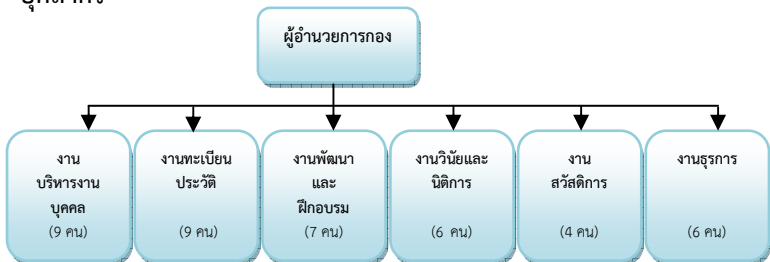 ผู้อำนวยการกอง
งาน
บริหารงาน
บุคคล
(9 คน)
งานทะเบียน
ประวัติ
(9 คน)
งานพัฒนา
และ
ฝึกอบรม
(7 คน)
งานวินัยและ
นิติการ
(6 คน)
งาน
สวัสดิการ
(4 คน)
งานธุรการ
(6 คน)